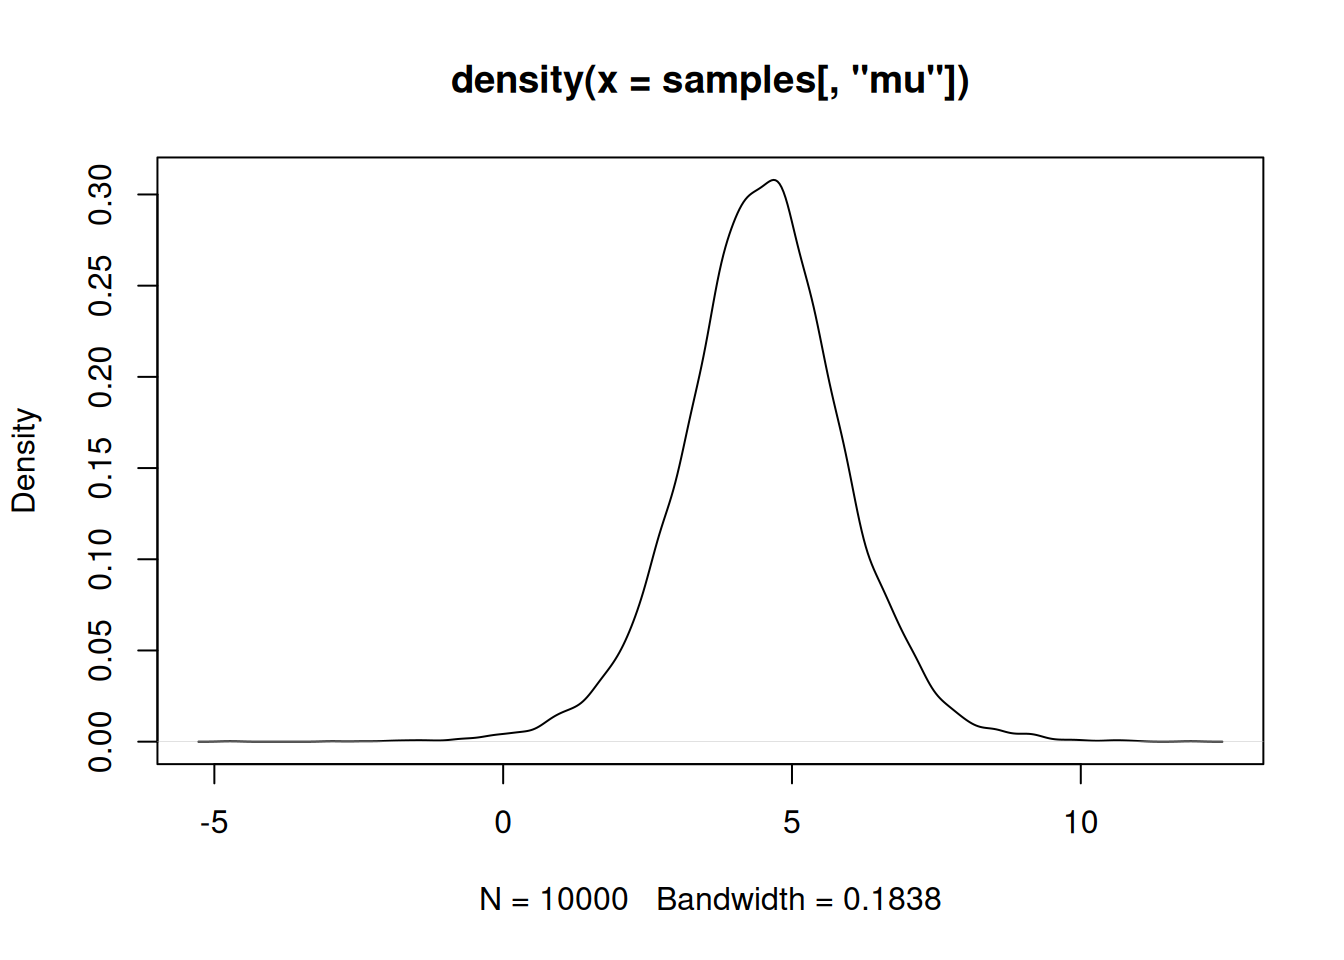 density(x = samples[, "mu"])
Density
0.30
0.25
0.20
0.15
0.10
0.05
0.00
-5 0 5 10
N = 10000 Bandwidth = 0.1838